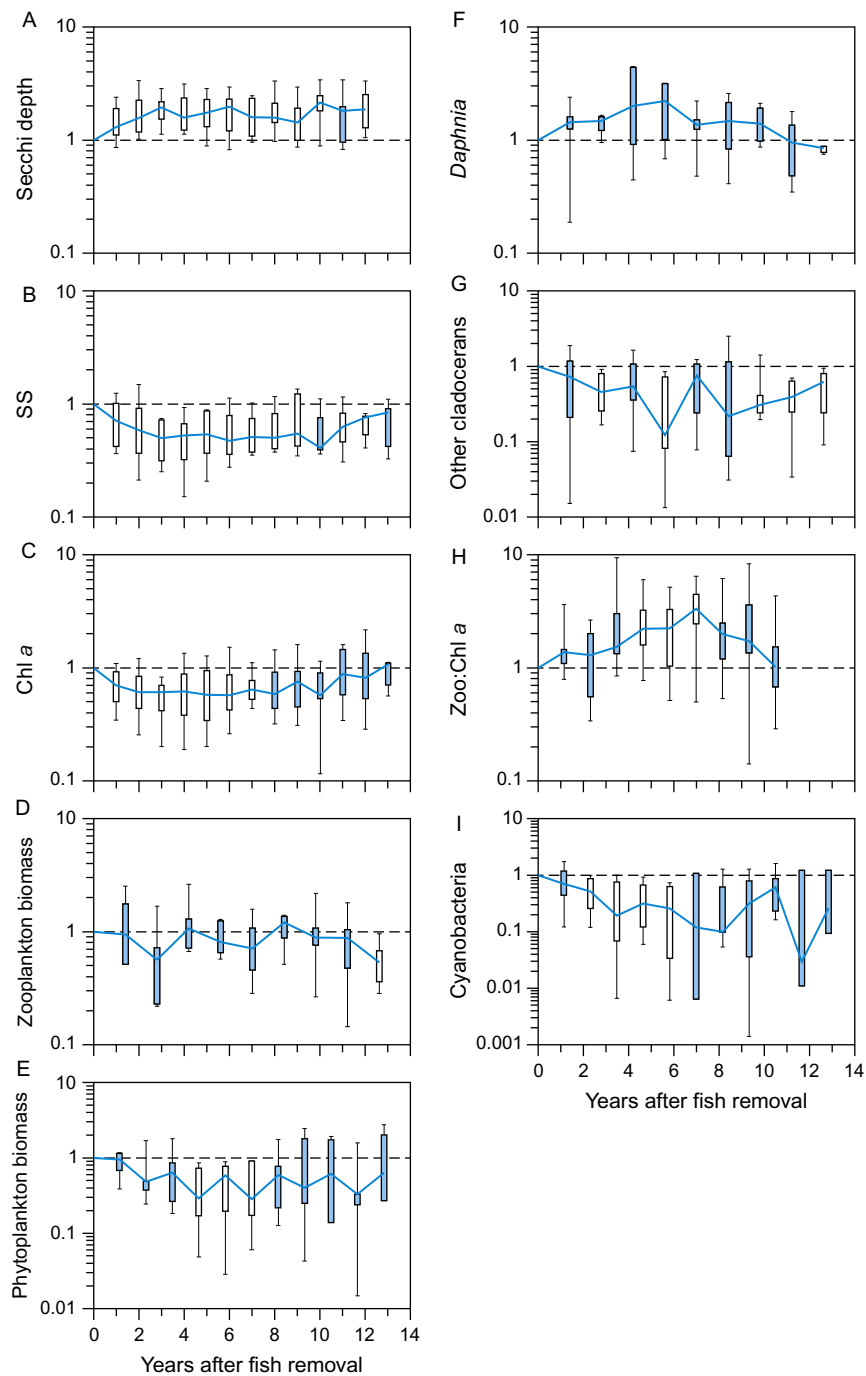 A
10
Secchi depth
1
0.1
B
10
SS
1
0.1
C
10
Chl a
1
0.1
D
10
Zooplankton biomass
1
0.1
E
10
Phytoplankton biomass
1
0.1
0.01
0 2 4 6 8 10 12 14
Years after fish removal
F
10
Daphnia
1
0.1
G
10
Other cladocerans
1
0.1
0.01
H
10
Zoo:Chl a
1
0.1
I
10
Cyanobacteria
1
0.1
0.01
0.001
0 2 4 6 8 10 12 14
Years after fish removal